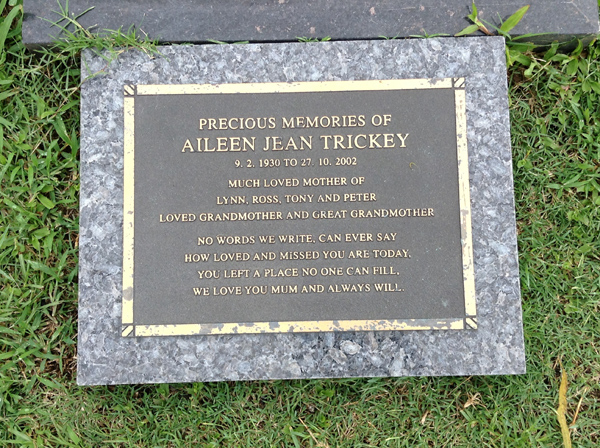 PRECIOUS MEMORIES OF
AILEEN JEAN TRICKEY
9. 2. 1930 TO 27. 10. 2002
MUCH LOVED MOTHER OF
LYNN, ROSS, TONY AND PETER
LOVED GRANDMOTHER AND GREAT GRANDMOTHER
NO WORDS WE WRITE, CAN EVER SAY
HOW LOVED AND MiSSED YOU ARE TODAY.
YOU LEFT A PLACE NO ONE CAN FILL,
WE LOVE YOU MUM AND ALWAYS WILL.